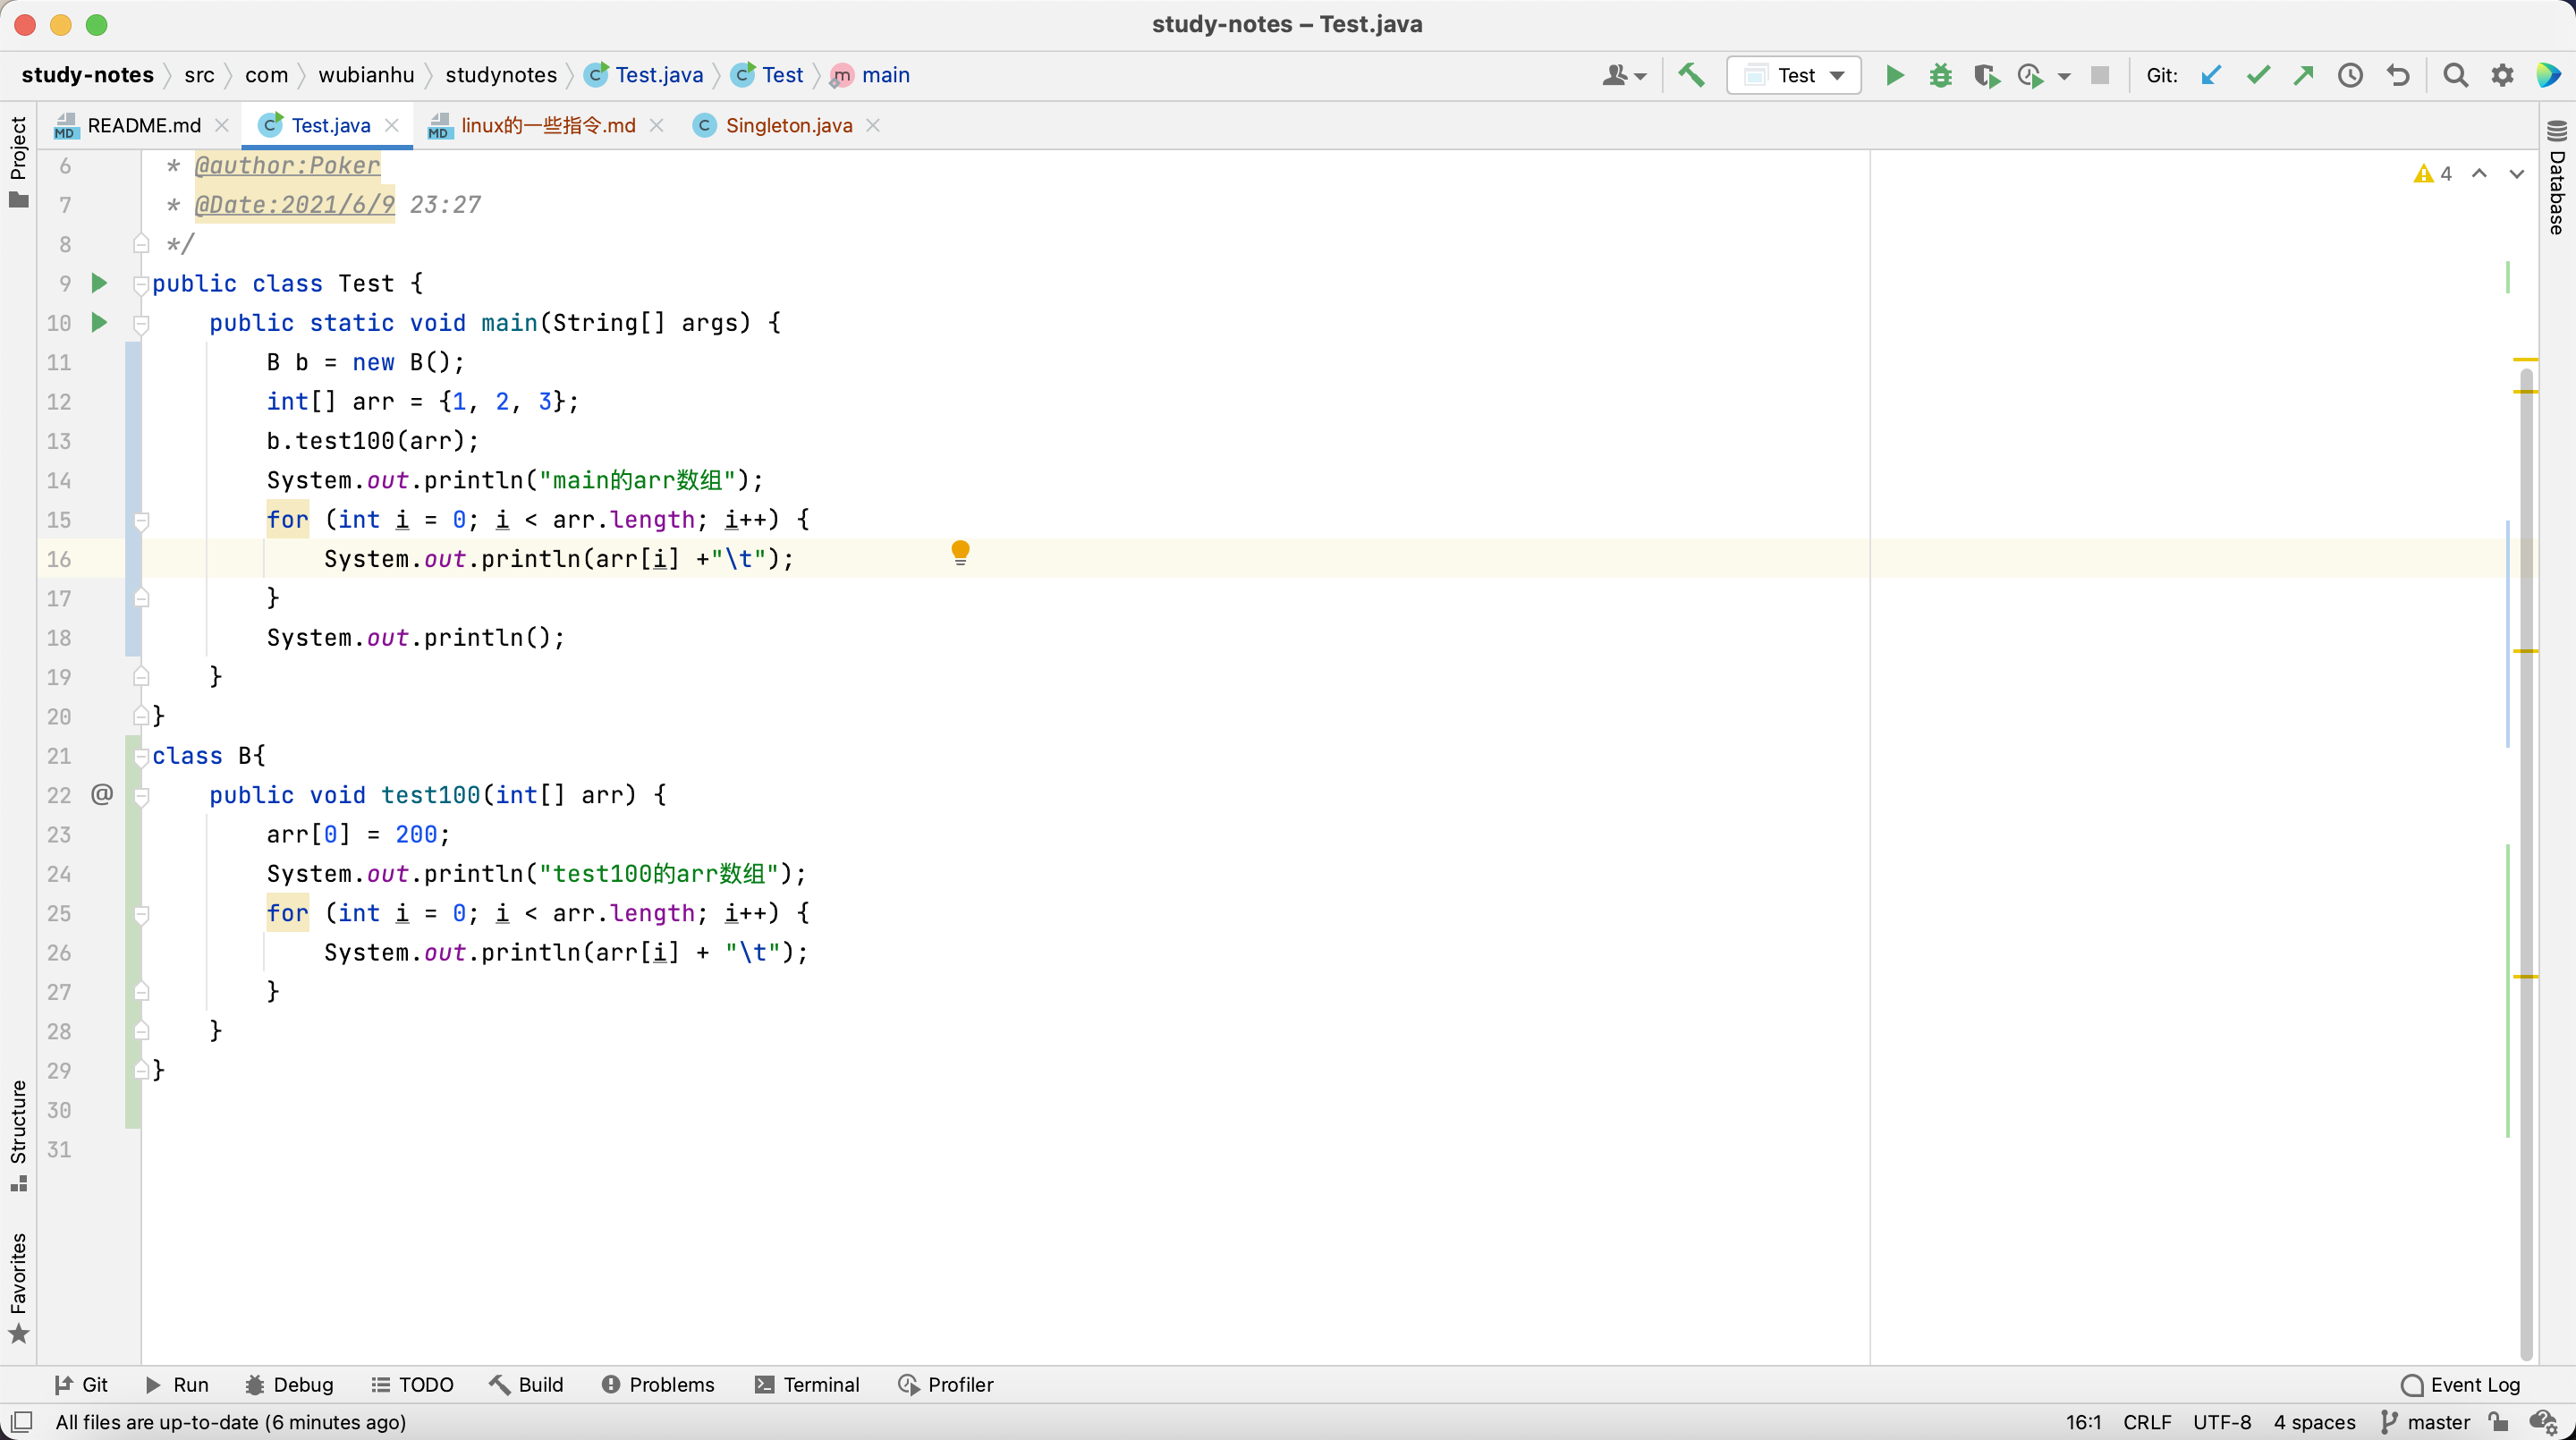 study-notes – Test.java
study-notes src com wubianhu studynotes Test.java Test main Test Git:
README.md Test.java linux的一些指令.md Singleton.java
Project
Database
4
6 * @author:Poker
7 * @Date:2021/6/9 23:27
8 */
9 public class Test {
10 public static void main(String[] args) {
11 B b = new B();
12 int[] arr = {1, 2, 3};
13 b.test100(arr);
14 System.out.println("main的arr数组");
15 for (int i = 0; i < arr.length; i++) {
16 System.out.println(arr[i] +"\t");
17 }
18 System.out.println();
19 }
20 }
21 class B{
22 @ public void test100(int[] arr) {
23 arr[0] = 200;
24 System.out.println("test100的arr数组");
25 for (int i = 0; i < arr.length; i++) {
26 System.out.println(arr[i] + "\t");
27 }
28 }
29 }
30
31
Structure
Favorites
Git Run Debug TODO Build Problems Terminal Profiler Event Log
All files are up-to-date (6 minutes ago) 16:1 CRLF UTF-8 4 spaces master